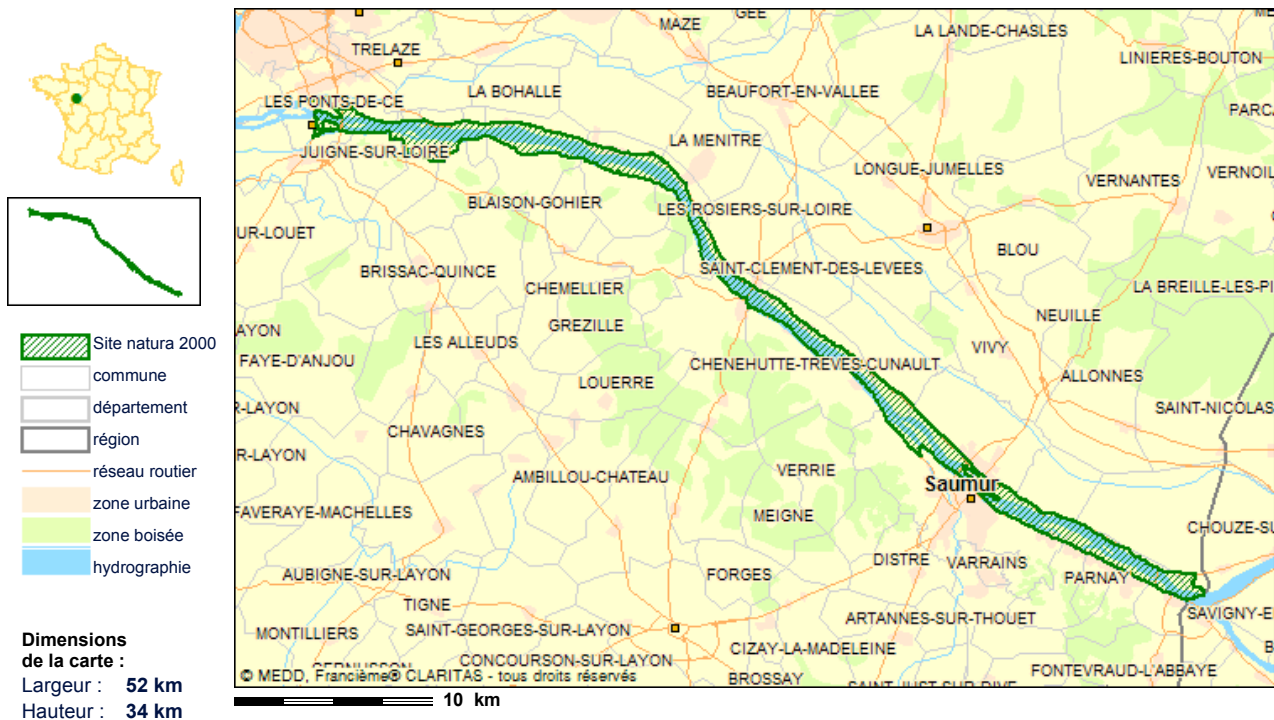 MAZE
GEE
LA LANDE-CHASLES
TRELAZE
LINIERES-BOUTON
LES PONTS-DE-CE
LA BOHALLE
BEAUFORT-EN-VALLEE
JUIGNE-SUR-LOIRE
LA MENITRE
LONGUE-JUMELLES
VERNANTES
BLAISON-GOHIER
LES ROSIERS-SUR-LOIRE
UR-LOUET
BLOU
BRISSAC-QUINCE
SAINT-CLEMENT-DES-LEVEES
CHEMELLIER
LA BREILLE-LES-PI
NEUILLE
AYON
GREZILLE
LES ALLEUDS
VIVY
FAYE-D'ANJOU
CHENEHUTTE-TREVES-CUNAULT
ALLONNES
LOUERRE
R-LAYON
SAINT-NICOLAS
CHAVAGNES
R-LAYON
AMBILLOU-CHATEAU
VERRIE
Saumur
FAVERAYE-MACHELLES
MEIGNE
CHOUZE-SU
DISTRE
VARRAINS
AUBIGNE-SUR-LAYON
FORGES
PARNAY
TIGNE
ARTANNES-SUR-THOUET
SAVIGNY-E
MONTILLIERS
SAINT-GEORGES-SUR-LAYON
CIZAY-LA-MADELEINE
CONCOURSON-SUR-LAYON
FONTEVRAUD-L'ABBAYE
BROSSAY
© MEDD, Francième® CLARITAS - tous droits réservés
10 km
Site natura 2000
commune
département
région
réseau routier
zone urbaine
zone boisée
hydrographie
Dimensions
de la carte :
Largeur : 52 km
Hauteur : 34 km